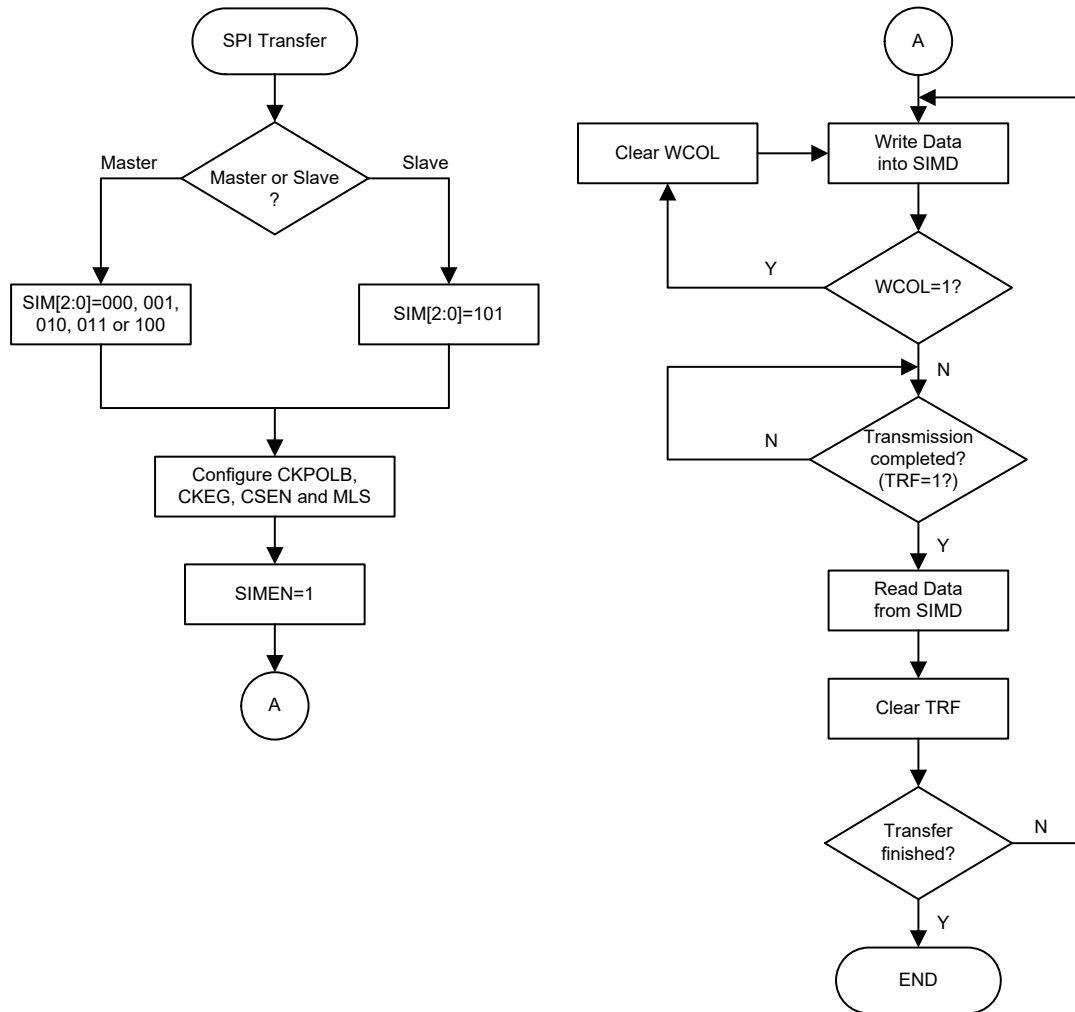 SPI Transfer
Master
Slave
Master or Slave
?
SIM[2:0]=000, 001,
010, 011 or 100
SIM[2:0]=101
Configure CKPOLB,
CKEG, CSEN and MLS
SIMEN=1
A
A
Clear WCOL
Write Data
into SIMD
Y
WCOL=1?
N
N
Transmission
completed?
(TRF=1?)
Y
Read Data
from SIMD
Clear TRF
Transfer
finished?
N
Y
END